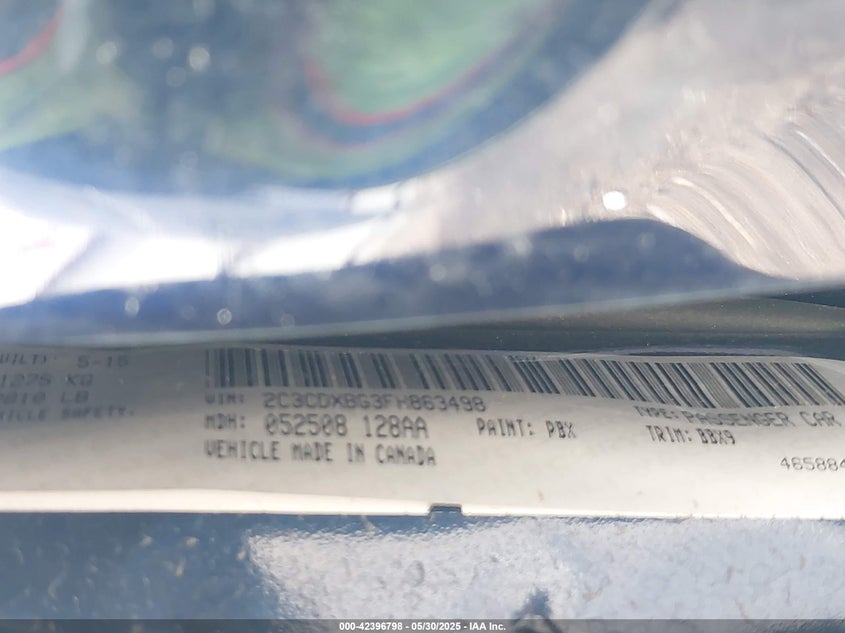 UILT: 5-15
1275 KG
2810 LB
HICLE SAFETY.
VIN: 2C3CDXBG3FH863498
TYPE: PASSENGER CAR
MDH: 052508 128AA
PAINT: PBX
TRIM: BBX9
VEHICLE MADE IN CANADA
465884
000-42396798 - 05/30/2025 - IAA Inc.